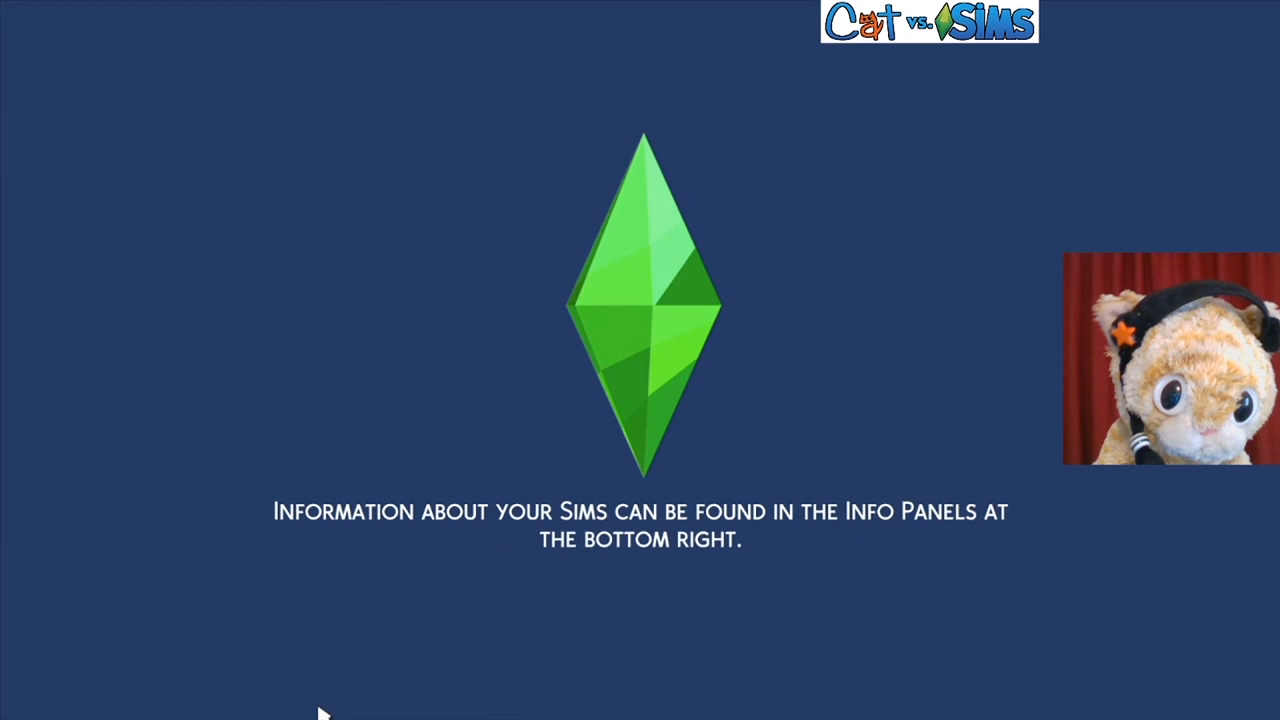 Cat vs. SiMS
INFORMATION ABOUT YOUR SIMS CAN BE FOUND IN THE INFO PANELS AT
THE BOTTOM RIGHT.